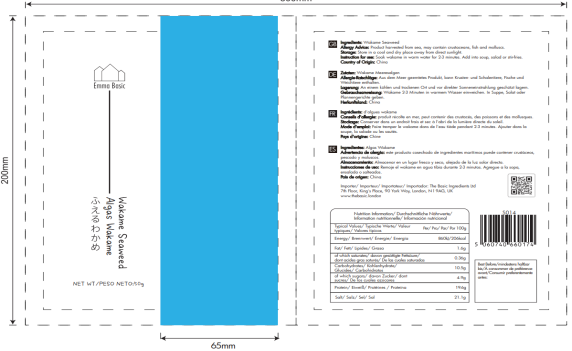 200mm
Emma Basic
Wakame Seaweed
Algas Wakame
ふえるわかめ
NET WT/PESO NETO:50g
65mm
GB
Ingredients: Wakame Seaweed
Allergy Advice: Product harvested from sea, may contain crustaceans, fish and molluscs.
Storage: Store in a cool and dry place away from direct sunlight.
Instruction for use: Soak wakame in warm water for 2-3 minutes. Add into soup, salad or stir-fries.
Country of Origin: China
DE
Zutaten: Wakame Meeresalgen
Allergie-Ratschläge: Aus dem Meer geerntetes Produkt, kann Krusten- und Schalentiere, Fische und
Weichtiere enthalten.
Lagerung: An einem kühlen und trockenen Ort und vor direkter Sonneneinstrahlung geschützt lagern.
Gebrauchsanweisung: Wakame 2-3 Minuten in warmem Wasser einweichen. In Suppe, Salat oder
Pfannengerichte geben.
Herkunftsland: China
FR
Ingrédients: d'algues wakame
Conseils d'allergie: produit récolté en mer, peut contenir des crustacés, des poissons et des mollusques.
Stockage: Conserver dans un endroit frais et sec à l'abri de la lumière directe du soleil.
Mode d'emploi: Faire tremper le wakame dans de l'eau tiède pendant 2-3 minutes. Ajouter dans la
soupe, la salade ou les sautés.
Pays d'origine: China
ES
Ingredientes: Algas Wakame
Advertencia de alergia: este producto cosechado de ingredientes marítimos puede contener crustáceos,
pescado y moluscos.
Almacenamiento: Almacenar en un lugar fresco y seco, alejado de la luz solar directa.
Instrucciones de uso: Remoje el wakame en agua tibia durante 2-3 minutos. Agregue a la sopa,
ensalada o salteados.
País de origen: China
Importer/ Importeur/ Importateur/ Importador: The Basic Ingredients Ltd
7th Floor, King's Place, 90 York Way, London, N1 9AG, UK
Nutrition Information/ Durchschnittliche Nährwerte/
Information nutritionnelle/ Información nutricional
Typical Values/ Typische Werte/ Valeur
typiques/ Valores típicos
Per/ Pro/ Par/ Por 100g
Energy/ Brennwert/ Énergie/ Energía
860kJ/206kcal
Fat/ Fett/ Lipides/ Grasa
1.6g
of which saturates/ davon gesättigte Fettsäuren/
dont acides gras saturés/ De las cuales saturadas
0.36g
Carbohydrates/ Kohlenhydrate/
Glucides/ Carbohidratos
10.5g
of which sugars/ davon Zucker/ dont
sucres/ De los cuales azúcares
4.9g
Protein/ Eiweiß/ Protéines/ Proteína
19.6g
Salt/ Salz/ Sel/ Sal
21.1g
5014
5 060740 660174
Best Before/mindestens haltbar
bis/À consommer de préférence
avant/Consumir preferentemente
antes: